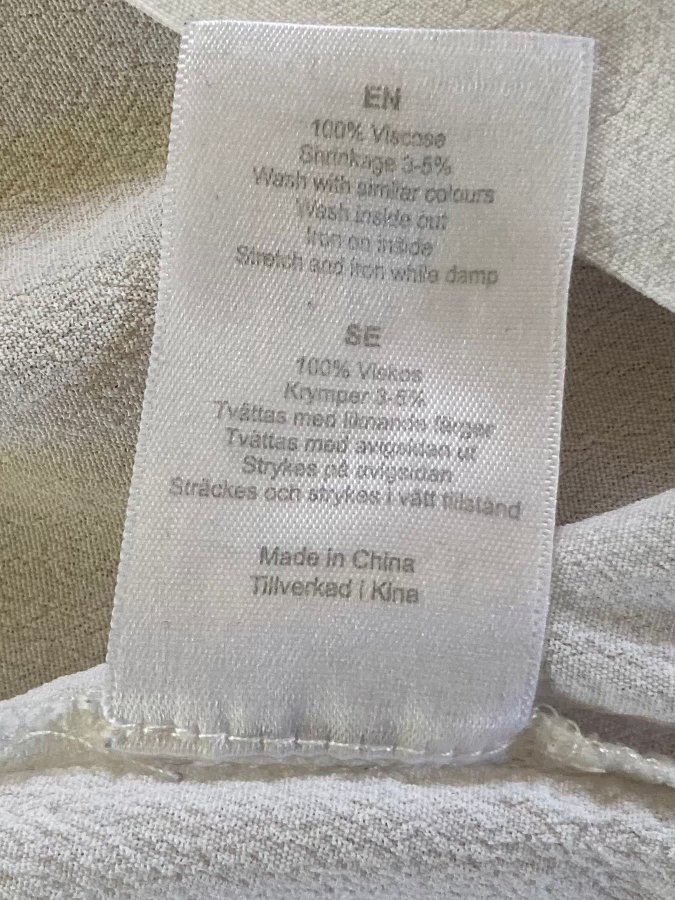 EN
100% Viscose
Shrinkage 3-5%
Wash with similar colours
Wash inside out
Iron on inside
Stretch and iron while damp
SE
100% Viskos
Krymper 3-5%
Tvättas med liknande färger
Tvättas med avigsidan ut
Strykes på avigsidan
Sträckes och strykes i vått tillstånd
Made in China
Tillverkad i Kina